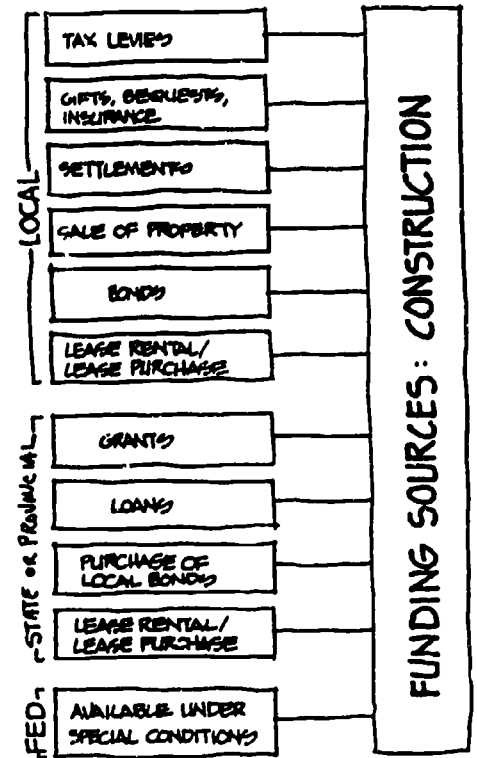 LOCAL
TAX LEVIES
GIFTS, BEQUESTS,
INSURANCE
SETTLEMENTS
SALE OF PROPERTY
BONDS
LEASE RENTAL/
LEASE PURCHASE
STATE OR PROVINCIAL
GRANTS
LOANS
PURCHASE OF
LOCAL BONDS
LEASE RENTAL/
LEASE PURCHASE
FED
AVAILABLE UNDER
SPECIAL CONDITIONS
FUNDING SOURCES: CONSTRUCTION